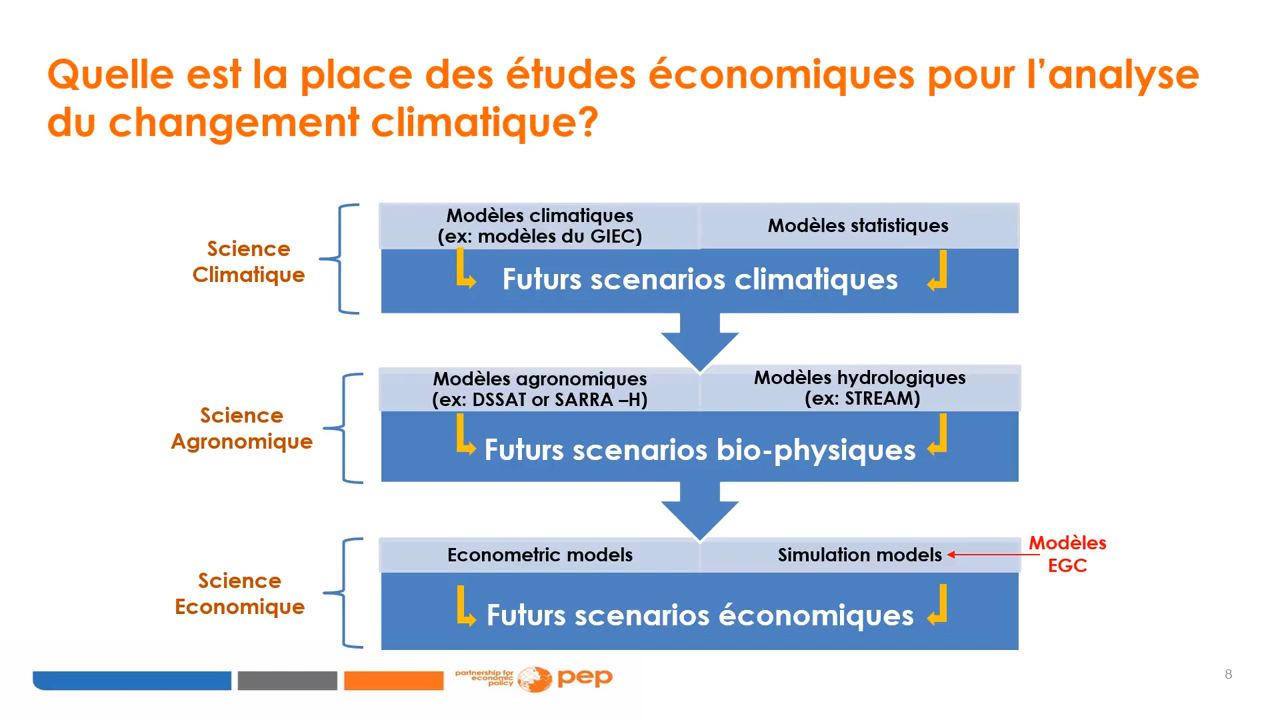 Quelle est la place des études économiques pour l’analyse
du changement climatique?
Science
Climatique
Modèles climatiques
(ex: modèles du GIEC)
Modèles statistiques
Futurs scenarios climatiques
Science
Agronomique
Modèles agronomiques
(ex: DSSAT or SARRA –H)
Modèles hydrologiques
(ex: STREAM)
Futurs scenarios bio-physiques
Science
Economique
Econometric models
Simulation models
Modèles
EGC
Futurs scenarios économiques
partnership for
economic
policy
pep
8